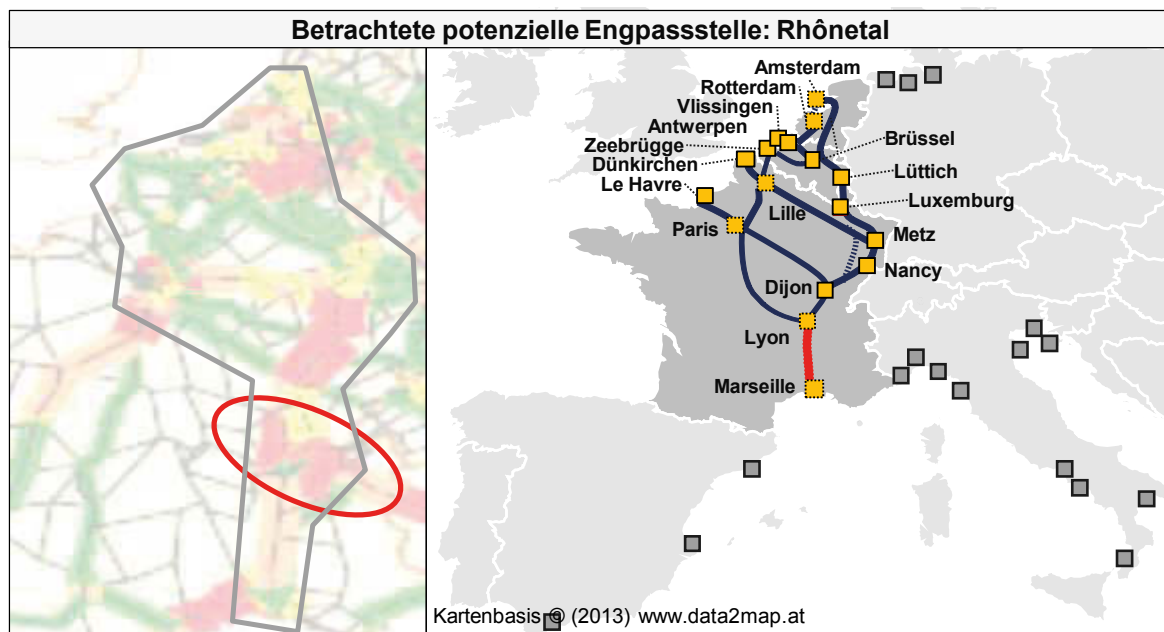 Betrachtete potenzielle Engpassstelle: Rhônetal
Amsterdam
Rotterdam
Vlissingen
Antwerpen
Zeebrügge
Dünkirchen
Le Havre
Brüssel
Lüttich
Luxemburg
Lille
Paris
Metz
Nancy
Dijon
Lyon
Marseille
Kartenbasis © (2013) www.data2map.at